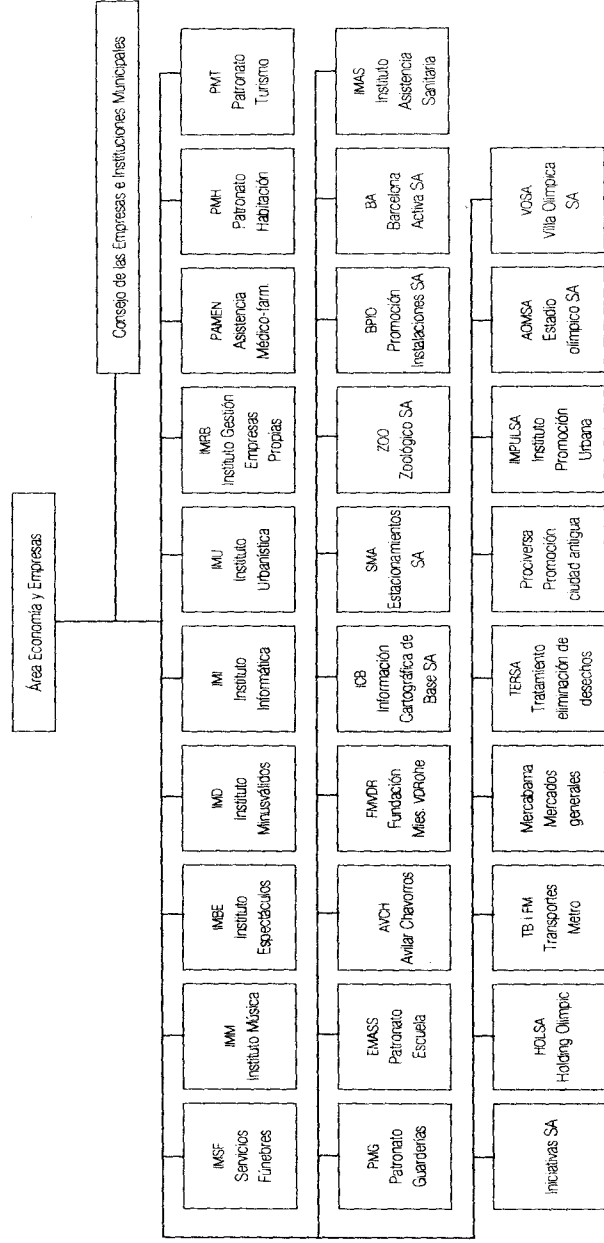 Área Economía y Empresas
Consejo de las Empresas e Instituciones Municipales
IMSF
Servicios
Fúnebres
IMM
Instituto Música
IMBE
Instituto
Espectáculos
IMD
Instituto
Minusválidos
IMI
Instituto
Informática
IMU
Instituto
Urbanística
IMRB
Instituto Gestión
Empresas
Propias
PAMEN
Asistencia
Médico-farm.
PMH
Patronato
Habitación
PMT
Patronato
Turismo
PMG
Patronato
Guarderías
EMASS
Patronato
Escuela
AVCH
Avilar Chavorros
FMVDR
Fundación
Mies. VDRohe
ICB
Información
Cartográfica de
Base SA
SMA
Estacionamientos
SA
ZOO
Zoológico SA
BPIO
Promoción
Instalaciones SA
BA
Barcelona
Activa SA
IMAS
Instituto
Asistencia
Sanitaria
Iniciativas SA
HOLSA
Holding Olímpic
TB i FM
Transportes
Metro
Mercabarna
Mercados
generales
TERSA
Tratamiento
eliminación de
desechos
Prociversa
Promoción
ciudad antigua
IMPULSA
Instituto
Promoción
Urbana
AOMSA
Estadio
olímpico SA
VOSA
Villa Olímpica
SA